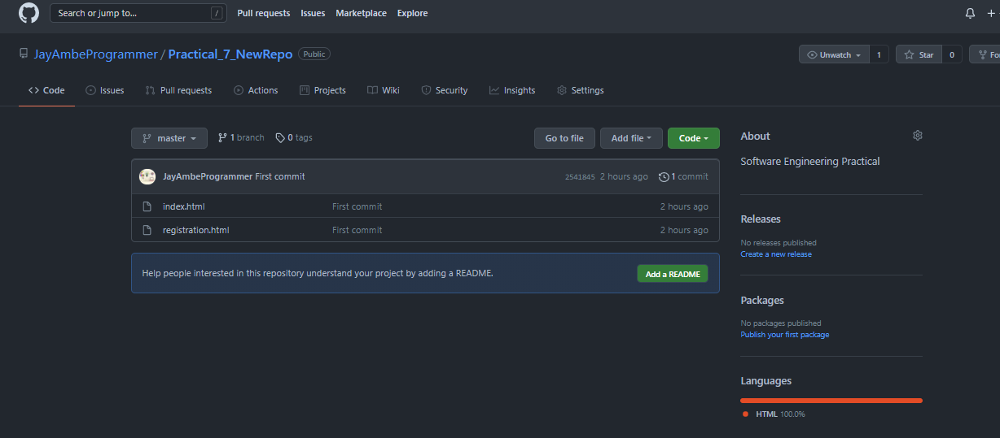 Search or jump to... /
Pull requests Issues Marketplace Explore
JayAmbeProgrammer / Practical_7_NewRepo Public
Unwatch 1 Star 0
Code Issues Pull requests Actions Projects Wiki Security Insights Settings
master 1 branch 0 tags Go to file Add file Code
JayAmbeProgrammer First commit 2541845 2 hours ago 1 commit
index.html First commit 2 hours ago
registration.html First commit 2 hours ago
Help people interested in this repository understand your project by adding a README. Add a README
About
Software Engineering Practical
Releases
No releases published
Create a new release
Packages
No packages published
Publish your first package
Languages
HTML 100.0%